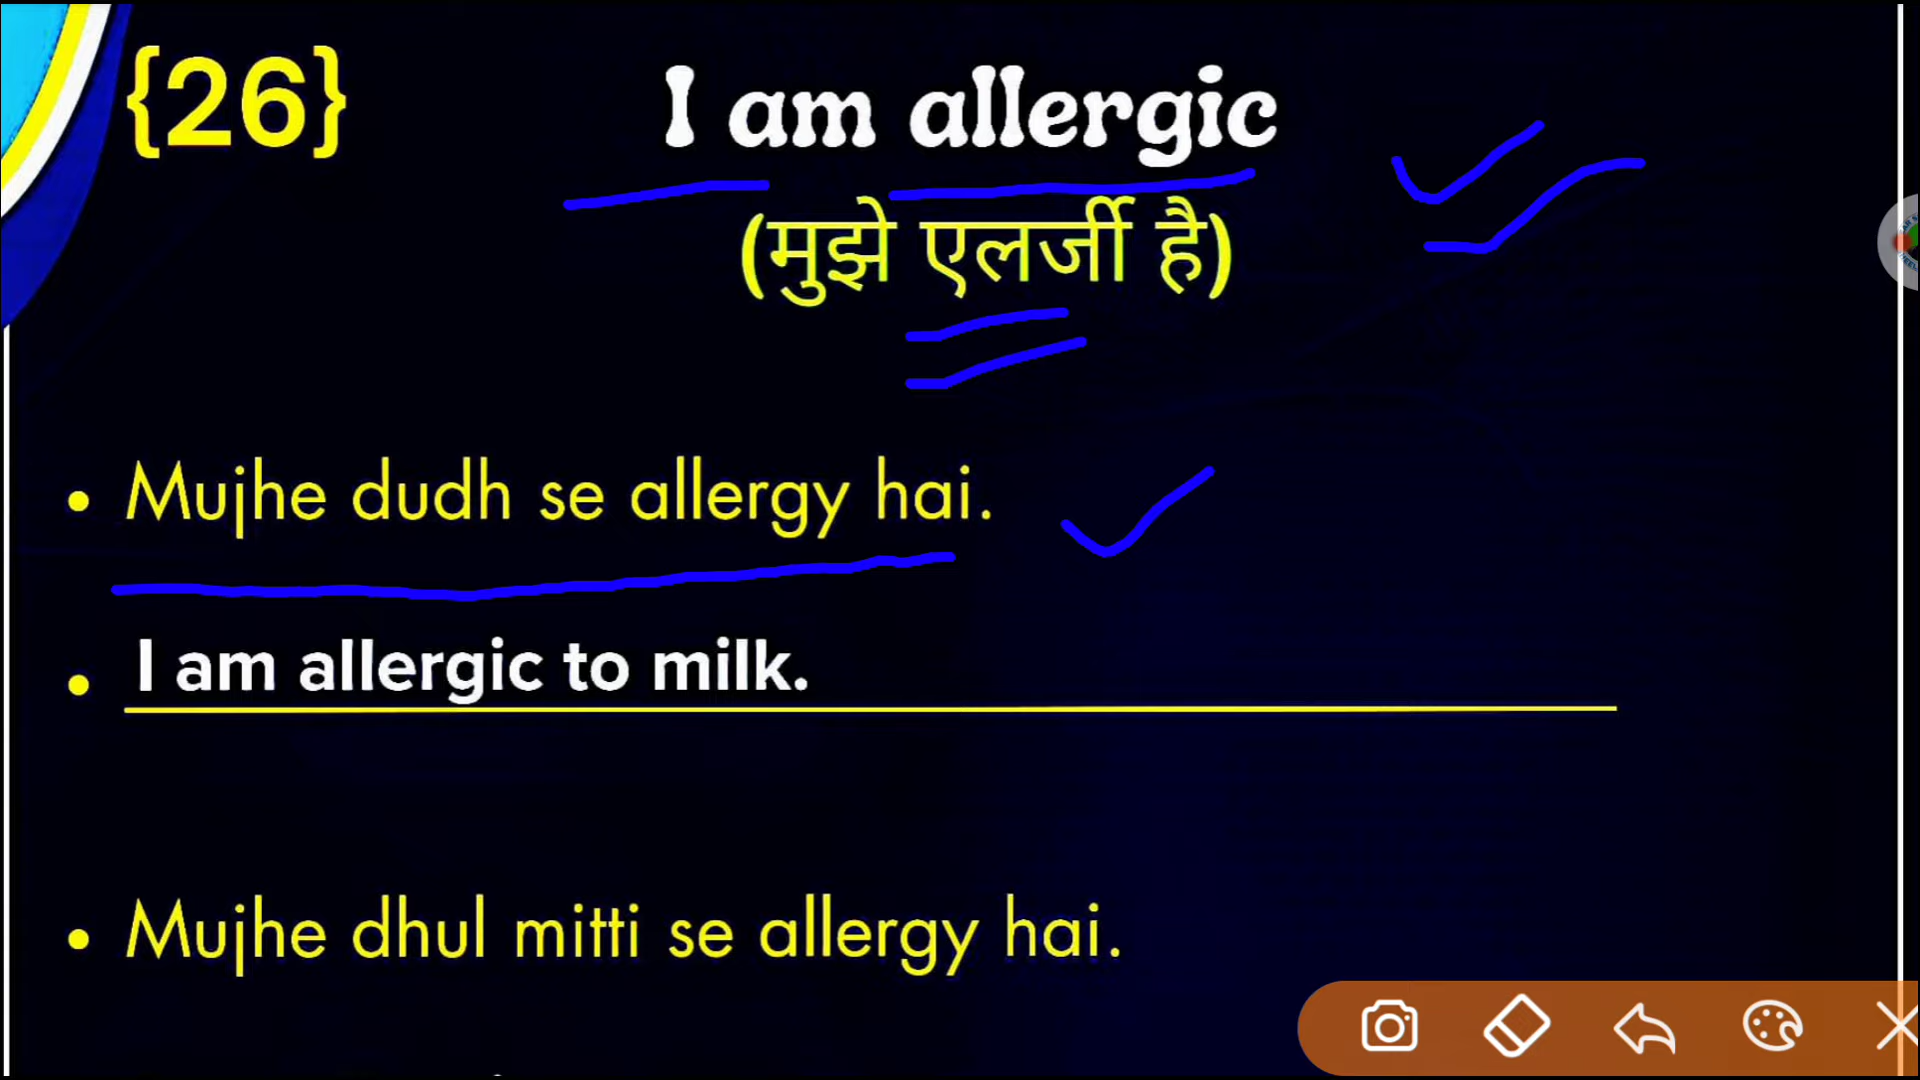 {26}
I am allergic
(मुझे एलर्जी है)
• Mujhe dudh se allergy hai.
• I am allergic to milk.
• Mujhe dhul mitti se allergy hai.